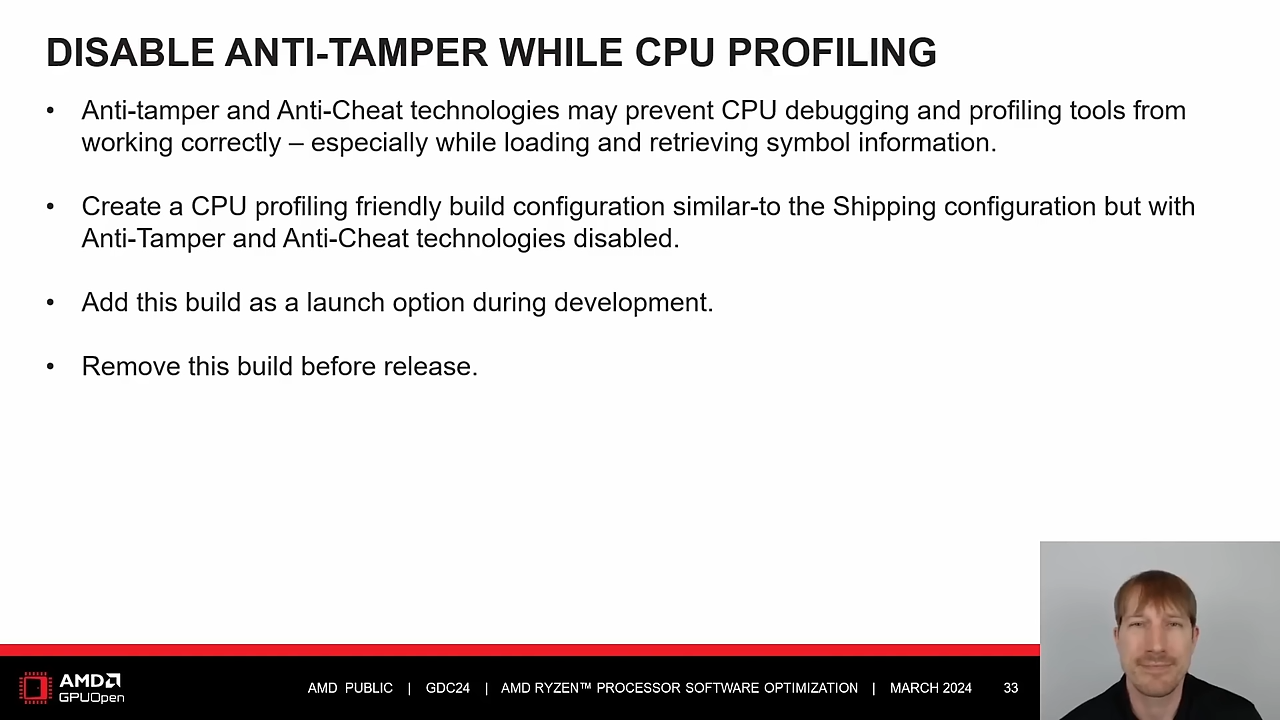 DISABLE ANTI-TAMPER WHILE CPU PROFILING
• Anti-tamper and Anti-Cheat technologies may prevent CPU debugging and profiling tools from
working correctly – especially while loading and retrieving symbol information.
• Create a CPU profiling friendly build configuration similar-to the Shipping configuration but with
Anti-Tamper and Anti-Cheat technologies disabled.
• Add this build as a launch option during development.
• Remove this build before release.
AMD
GPUOpen
AMD PUBLIC | GDC24 | AMD RYZEN™ PROCESSOR SOFTWARE OPTIMIZATION | MARCH 2024 33